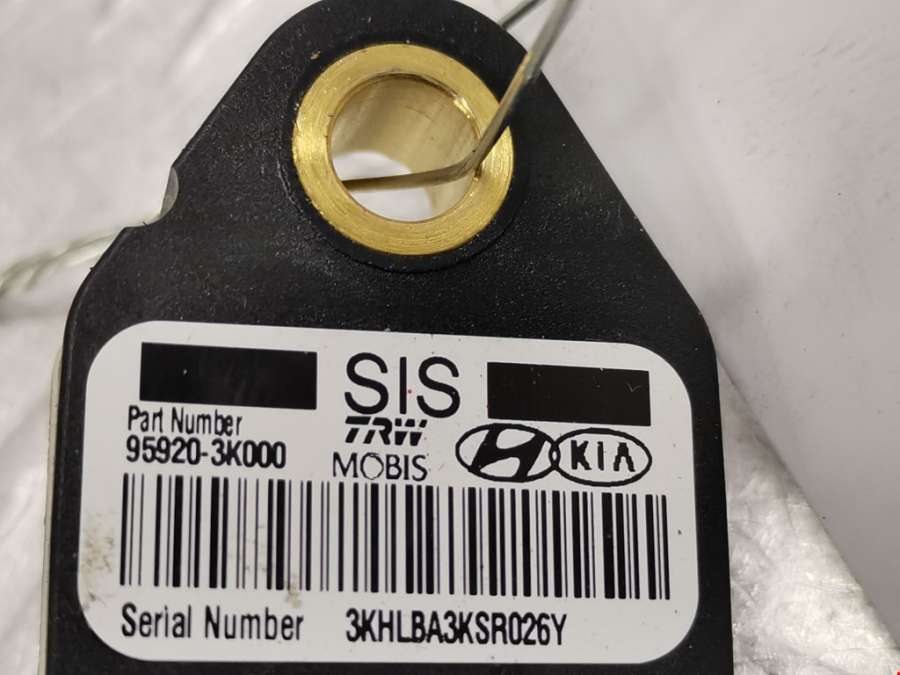 SIS
Part Number
TRW
KIA
95920-3K000
MOBIS
Serial Number 3KHLBA3KSR026Y